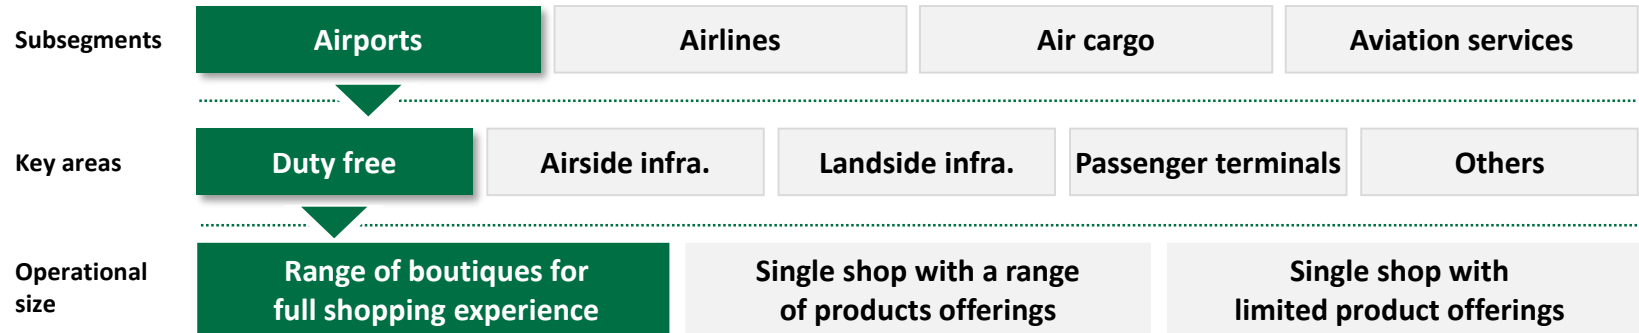 Subsegments
Airports
Airlines
Air cargo
Aviation services
Key areas
Duty free
Airside infra.
Landside infra.
Passenger terminals
Others
Operational
size
Range of boutiques for
full shopping experience
Single shop with a range
of products offerings
Single shop with
limited product offerings